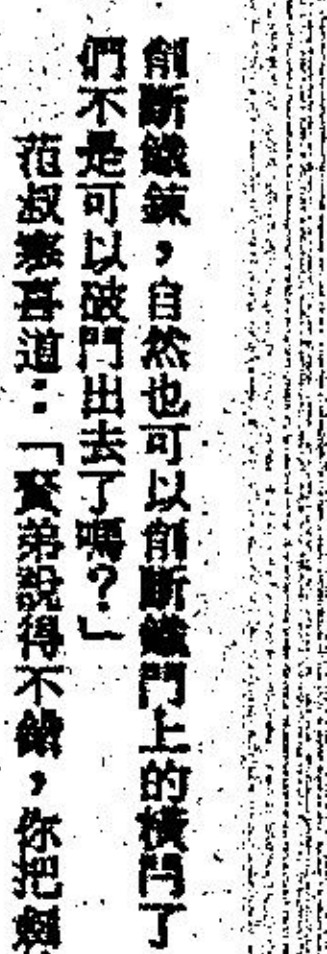 削斷鐵鍊，自然也可以削斷鐵門上的橫閂了
們不是可以破門出去了嗎？」
范叔寒喜道：「賢弟說得不錯，你把